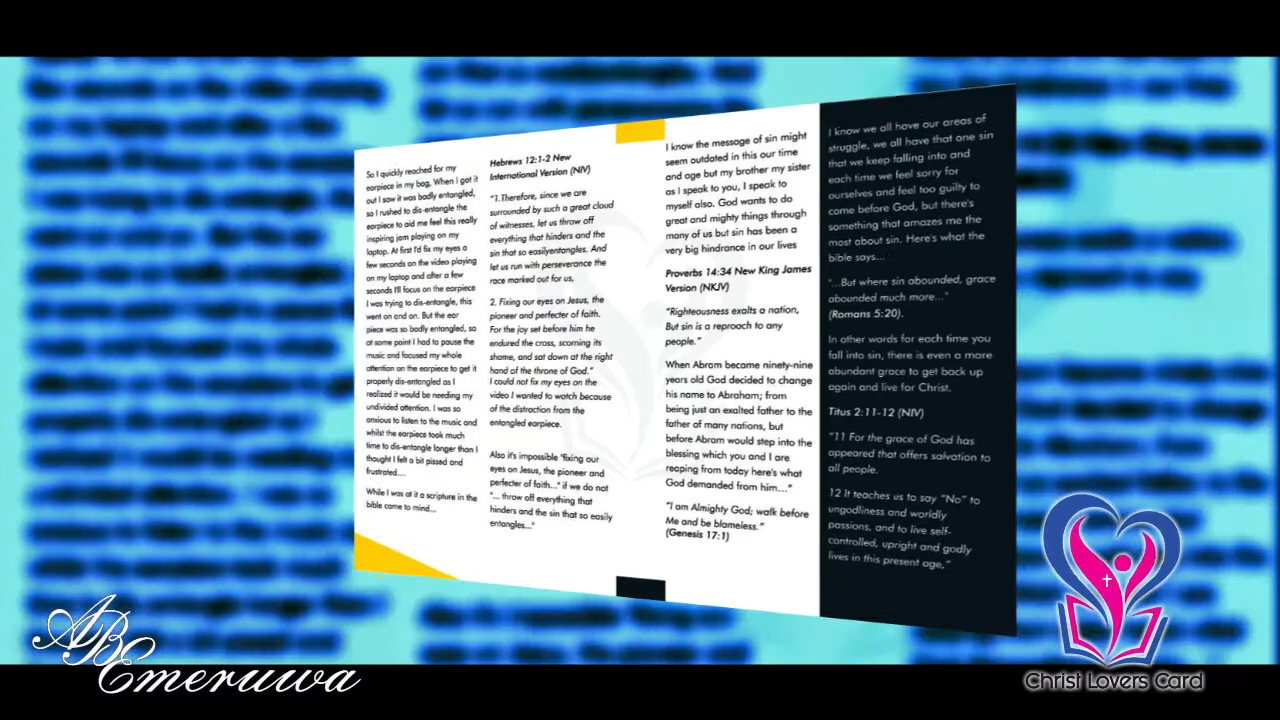 So I quickly reached for my
earpiece in my bag, When I got it
out I saw it was badly entangled,
so I rushed to dis-entangle the
earpiece to aid me feel this really
inspiring jam playing on my
laptop. At first I'd fix my eyes a
few seconds on the video playing
on my laptop and after a few
seconds I'll focus on the earpiece
I was trying to dis-entangle, this
went on and on. But the ear
piece was so badly entangled, so
at some point I had to pause the
music and focused my whole
attention on the earpiece to get it
properly dis-entangled as I
realized it would be needing my
undivided attention. I was so
anxious to listen to the music and
whilst the earpiece took much
time to dis-entangle longer than I
thought I felt a bit pissed and
frustrated....
While I was at it a scripture in the
bible came to mind...
Hebrews 12:1-2 New
International Version (NIV)
"1.Therefore, since we are
surrounded by such a great cloud
of witnesses, let us throw off
everything that hinders and the
sin that so easilyentangles. And
let us run with perseverance the
race marked out for us,
2. Fixing our eyes on Jesus, the
pioneer and perfecter of faith.
For the joy set before him he
endured the cross, scorning its
shame, and sat down at the right
hand of the throne of God."
I could not fix my eyes on the
video I wanted to watch because
of the distraction from the
entangled earpiece.
Also it's impossible "fixing our
eyes on Jesus, the pioneer and
perfecter of faith..." if we do not
"... throw off everything that
hinders and the sin that so easily
entangles..."
I know the message of sin might
seem outdated in this our time
and age but my brother my sister
as I speak to you, I speak to
myself also. God wants to do
great and mighty things through
many of us but sin has been a
very big hindrance in our lives
Proverbs 14:34 New King James
Version (NKJV)
"Righteousness exalts a nation,
But sin is a reproach to any
people."
When Abram became ninety-nine
years old God decided to change
his name to Abraham; from
being just an exalted father to the
father of many nations, but
before Abram would step into the
blessing which you and I are
reaping from today here's what
God demanded from him..."
"I am Almighty God; walk before
Me and be blameless."
(Genesis 17:1)
I know we all have our areas of
struggle, we all have that one sin
that we keep falling into and
each time we feel sorry for
ourselves and feel too guilty to
come before God, but there's
something that amazes me the
most about sin. Here's what the
bible says...
"...But where sin abounded, grace
abounded much more..."
(Romans 5:20).
In other words for each time you
fall into sin, there is even a more
abundant grace to get back up
again and live for Christ.
Titus 2:11-12 (NIV)
"11 For the grace of God has
appeared that offers salvation to
all people.
12 It teaches us to say "No" to
ungodliness and worldly
passions, and to live self-
controlled, upright and godly
lives in this present age,"
AB
Emeruwa
Christ Lovers Card